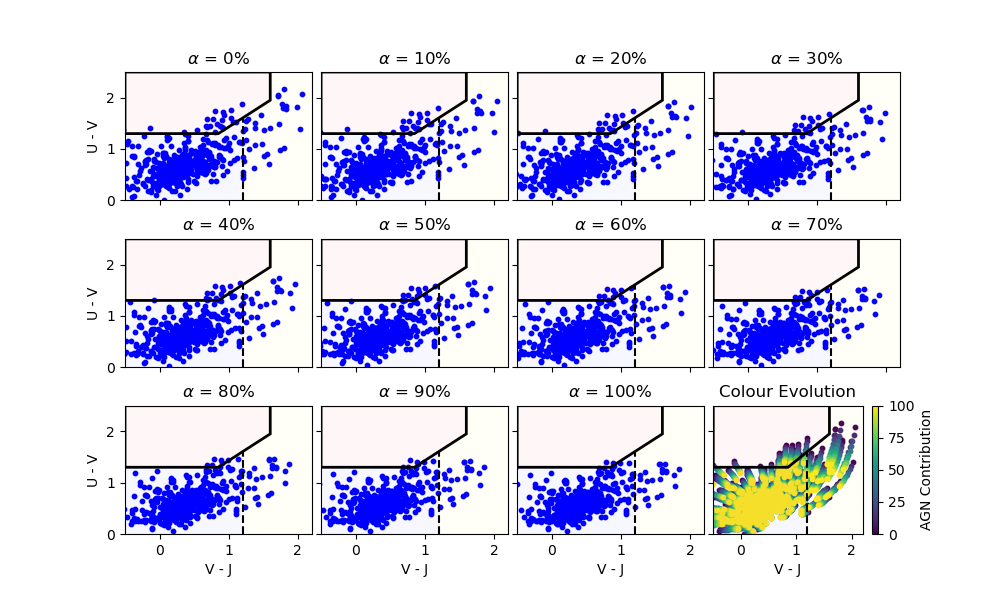 α = 0% α = 10% α = 20% α = 30%
U - V
2
1
0
α = 40% α = 50% α = 60% α = 70%
U - V
2
1
0
α = 80% α = 90% α = 100% Colour Evolution
U - V
2
1
0
0 1 2 0 1 2 0 1 2 0 1 2
V - J V - J V - J V - J
100
75
50
25
0
AGN Contribution